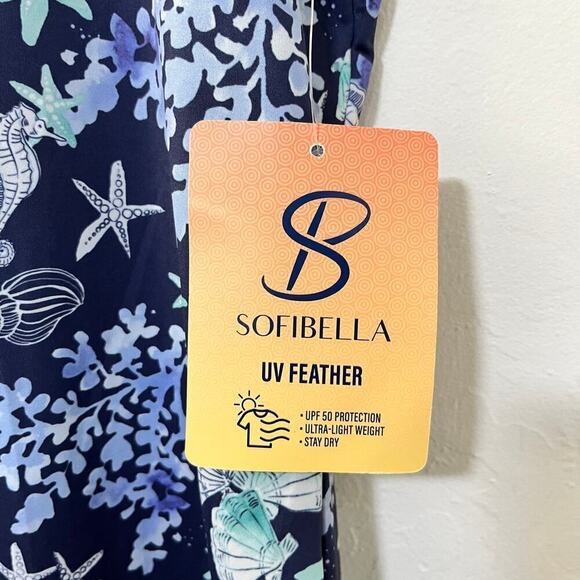 SOFIBELLA
UV FEATHER
• UPF 50 PROTECTION
• ULTRA-LIGHT WEIGHT
• STAY DRY